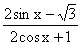 2sin x−√3
2cos x+1